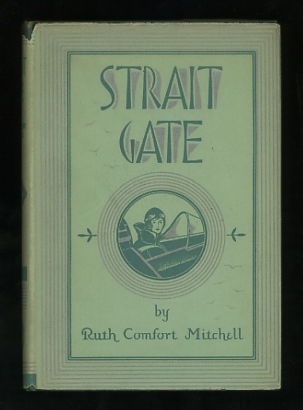 STRAIT
GATE
by
Ruth Comfort Mitchell